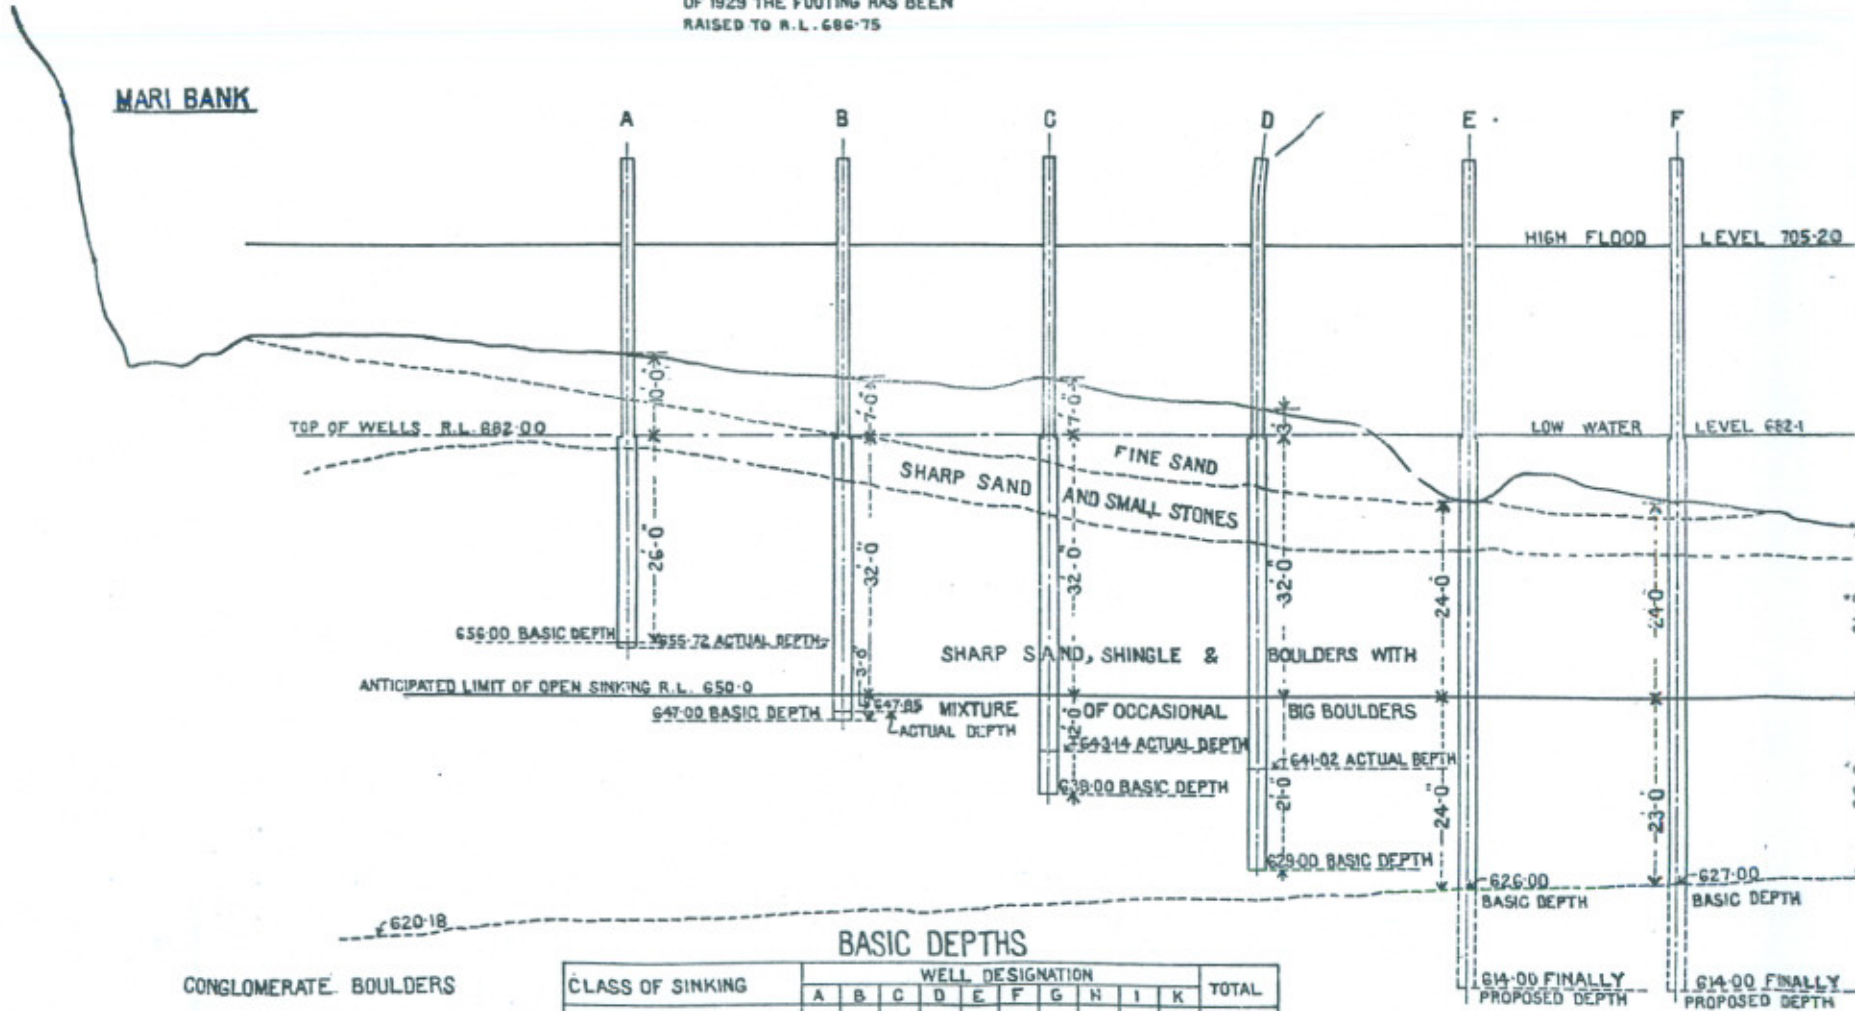 OF 1929 THE FOOTING HAS BEEN
RAISED TO R.L. 686·75
MARI BANK
A B C D E F
HIGH FLOOD LEVEL 705·20
10'-0"
7'-0"
7'-0"
3'
TOP OF WELLS R.L. 682·00
LOW WATER LEVEL 682·1
FINE SAND
SHARP SAND AND SMALL STONES
26'-0"
32'-0"
32'-0"
32'-0"
24'-0"
24'-0"
656·00 BASIC DEPTH
655·72 ACTUAL DEPTH
3'-0"
SHARP SAND, SHINGLE & BOULDERS WITH
ANTICIPATED LIMIT OF OPEN SINKING R.L. 650·0
647·00 BASIC DEPTH
647·85
ACTUAL DEPTH
MIXTURE OF OCCASIONAL BIG BOULDERS
12'-0"
643·14 ACTUAL DEPTH
641·02 ACTUAL DEPTH
638·00 BASIC DEPTH
21'-0"
24'-0"
23'-0"
629·00 BASIC DEPTH
626·00
BASIC DEPTH
627·00
BASIC DEPTH
620·18
BASIC DEPTHS
CONGLOMERATE BOULDERS
CLASS OF SINKING
WELL DESIGNATION
TOTAL
A B C D E F G H I K
614·00 FINALLY
PROPOSED DEPTH
614·00 FINALLY
PROPOSED DEPTH